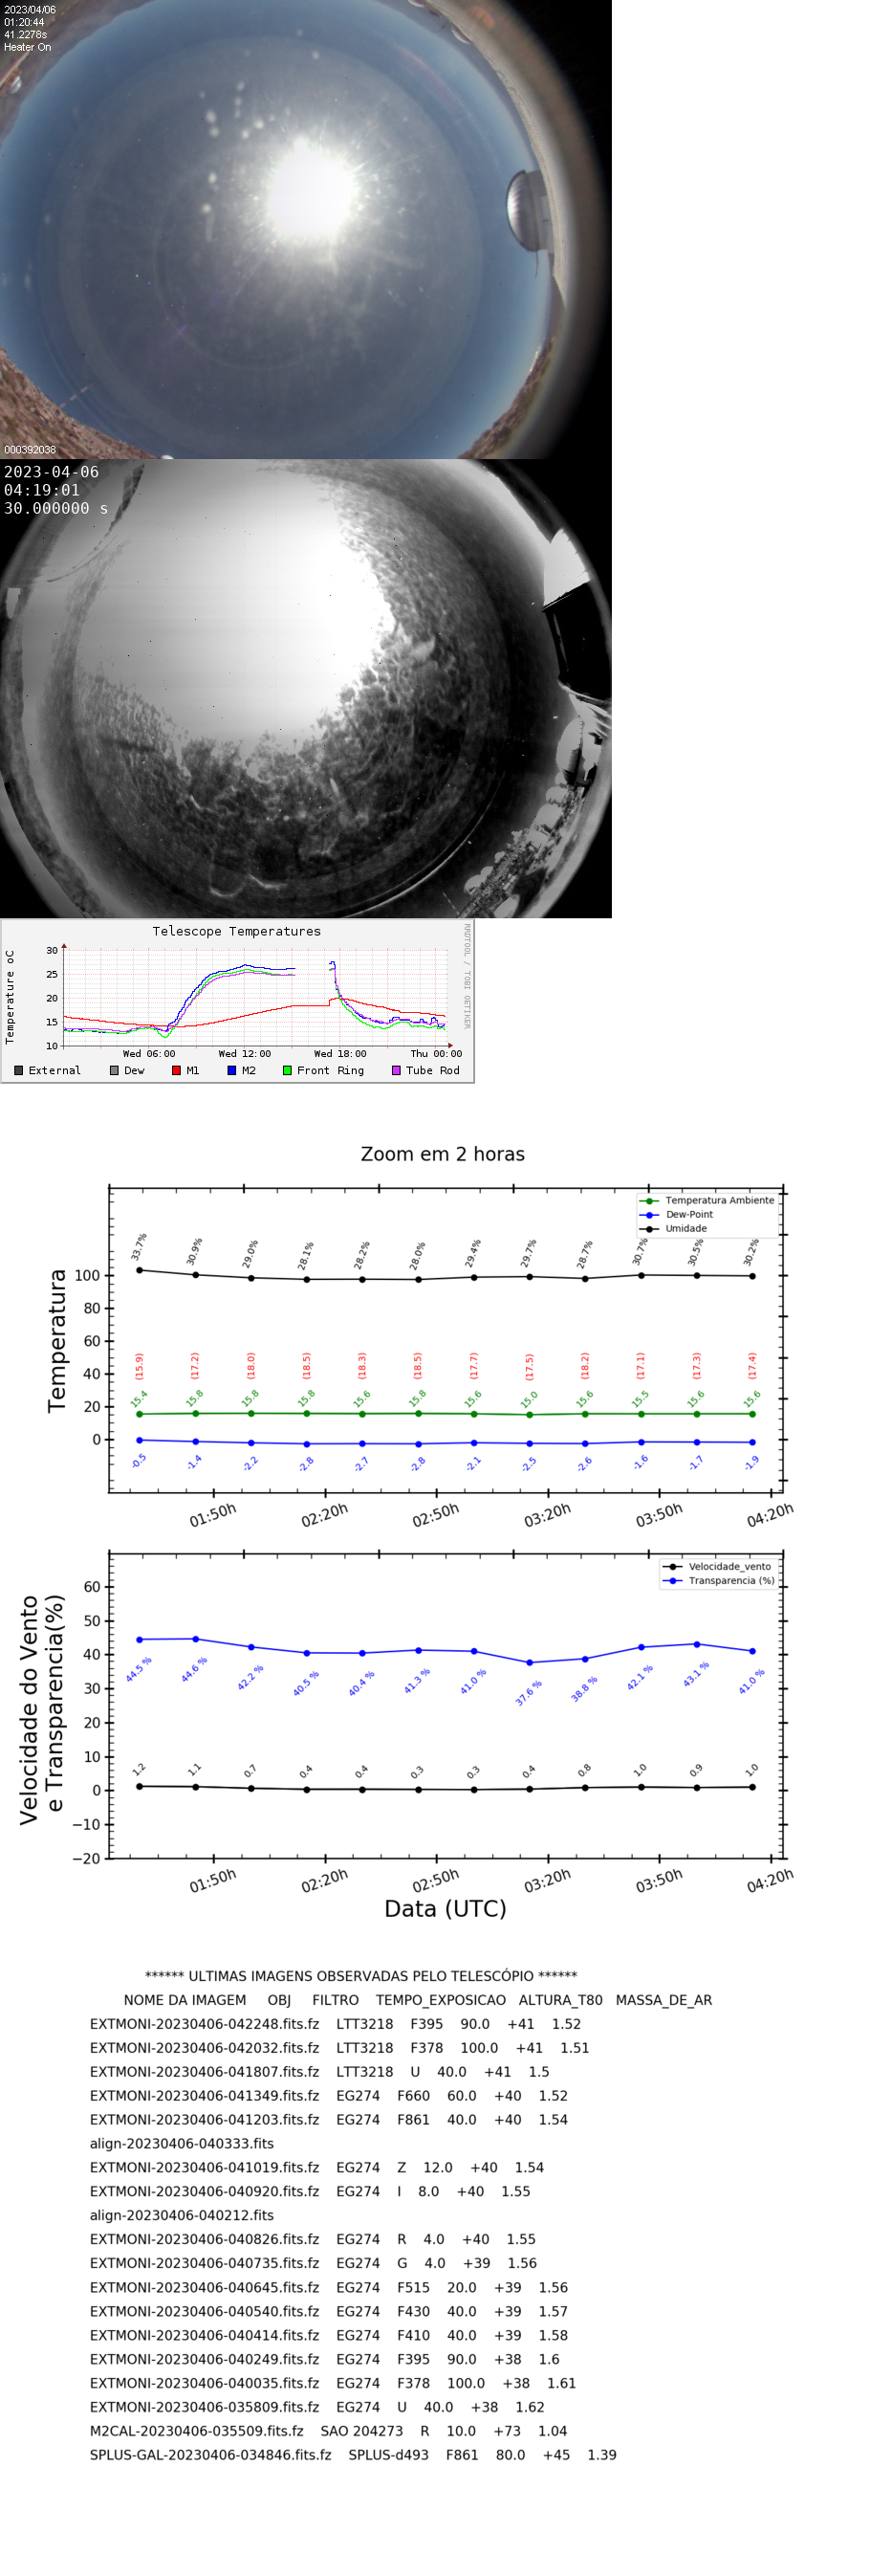 2023/04/06
01:20:44
41.2278s
Heater On
000392038
2023-04-06
04:19:01
30.000000 s
Telescope Temperatures
RRDTOOL / TOBI OETIKER
Temperature oC
30
25
20
15
10
Wed 06:00 Wed 12:00 Wed 18:00 Thu 00:00
External Dew M1 M2 Front Ring Tube Rod
Zoom em 2 horas
Temperatura Ambiente
Dew-Point
Umidade
Temperatura
100
80
60
40
20
0
33.7% 30.9% 29.0% 28.1% 28.2% 28.0% 29.4% 29.7% 28.7% 30.7% 30.5% 30.2%
(15.9) (17.2) (18.0) (18.5) (18.3) (18.5) (17.7) (17.5) (18.2) (17.1) (17.3) (17.4)
15.4 15.8 15.8 15.8 15.6 15.8 15.6 15.0 15.6 15.5 15.6 15.6
-0.5 -1.4 -2.2 -2.8 -2.7 -2.8 -2.1 -2.5 -2.6 -1.6 -1.7 -1.9
01:50h 02:20h 02:50h 03:20h 03:50h 04:20h
Velocidade_vento
Transparencia (%)
Velocidade do Vento
e Transparencia(%)
60
50
40
30
20
10
0
−10
−20
44.5 % 44.6 % 42.2 % 40.5 % 40.4 % 41.3 % 41.0 % 37.6 % 38.8 % 42.1 % 43.1 % 41.0 %
1.2 1.1 0.7 0.4 0.4 0.3 0.3 0.4 0.8 1.0 0.9 1.0
01:50h 02:20h 02:50h 03:20h 03:50h 04:20h
Data (UTC)
****** ULTIMAS IMAGENS OBSERVADAS PELO TELESCÓPIO ******
NOME DA IMAGEM OBJ FILTRO TEMPO_EXPOSICAO ALTURA_T80 MASSA_DE_AR
EXTMONI-20230406-042248.fits.fz LTT3218 F395 90.0 +41 1.52
EXTMONI-20230406-042032.fits.fz LTT3218 F378 100.0 +41 1.51
EXTMONI-20230406-041807.fits.fz LTT3218 U 40.0 +41 1.5
EXTMONI-20230406-041349.fits.fz EG274 F660 60.0 +40 1.52
EXTMONI-20230406-041203.fits.fz EG274 F861 40.0 +40 1.54
align-20230406-040333.fits
EXTMONI-20230406-041019.fits.fz EG274 Z 12.0 +40 1.54
EXTMONI-20230406-040920.fits.fz EG274 I 8.0 +40 1.55
align-20230406-040212.fits
EXTMONI-20230406-040826.fits.fz EG274 R 4.0 +40 1.55
EXTMONI-20230406-040735.fits.fz EG274 G 4.0 +39 1.56
EXTMONI-20230406-040645.fits.fz EG274 F515 20.0 +39 1.56
EXTMONI-20230406-040540.fits.fz EG274 F430 40.0 +39 1.57
EXTMONI-20230406-040414.fits.fz EG274 F410 40.0 +39 1.58
EXTMONI-20230406-040249.fits.fz EG274 F395 90.0 +38 1.6
EXTMONI-20230406-040035.fits.fz EG274 F378 100.0 +38 1.61
EXTMONI-20230406-035809.fits.fz EG274 U 40.0 +38 1.62
M2CAL-20230406-035509.fits.fz SAO 204273 R 10.0 +73 1.04
SPLUS-GAL-20230406-034846.fits.fz SPLUS-d493 F861 80.0 +45 1.39